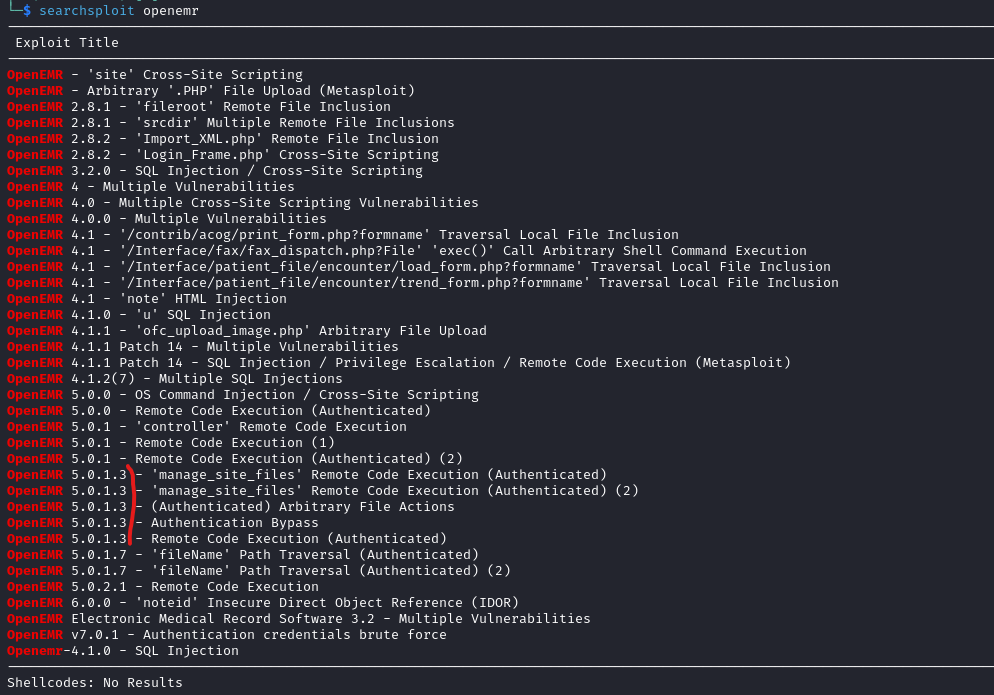 └─$ searchsploit openemr
Exploit Title
OpenEMR - 'site' Cross-Site Scripting
OpenEMR - Arbitrary '.PHP' File Upload (Metasploit)
OpenEMR 2.8.1 - 'fileroot' Remote File Inclusion
OpenEMR 2.8.1 - 'srcdir' Multiple Remote File Inclusions
OpenEMR 2.8.2 - 'Import_XML.php' Remote File Inclusion
OpenEMR 2.8.2 - 'Login_Frame.php' Cross-Site Scripting
OpenEMR 3.2.0 - SQL Injection / Cross-Site Scripting
OpenEMR 4 - Multiple Vulnerabilities
OpenEMR 4.0 - Multiple Cross-Site Scripting Vulnerabilities
OpenEMR 4.0.0 - Multiple Vulnerabilities
OpenEMR 4.1 - '/contrib/acog/print_form.php?formname' Traversal Local File Inclusion
OpenEMR 4.1 - '/Interface/fax/fax_dispatch.php?File' 'exec()' Call Arbitrary Shell Command Execution
OpenEMR 4.1 - '/Interface/patient_file/encounter/load_form.php?formname' Traversal Local File Inclusion
OpenEMR 4.1 - '/Interface/patient_file/encounter/trend_form.php?formname' Traversal Local File Inclusion
OpenEMR 4.1 - 'note' HTML Injection
OpenEMR 4.1.0 - 'u' SQL Injection
OpenEMR 4.1.1 - 'ofc_upload_image.php' Arbitrary File Upload
OpenEMR 4.1.1 Patch 14 - Multiple Vulnerabilities
OpenEMR 4.1.1 Patch 14 - SQL Injection / Privilege Escalation / Remote Code Execution (Metasploit)
OpenEMR 4.1.2(7) - Multiple SQL Injections
OpenEMR 5.0.0 - OS Command Injection / Cross-Site Scripting
OpenEMR 5.0.0 - Remote Code Execution (Authenticated)
OpenEMR 5.0.1 - 'controller' Remote Code Execution
OpenEMR 5.0.1 - Remote Code Execution (1)
OpenEMR 5.0.1 - Remote Code Execution (Authenticated) (2)
OpenEMR 5.0.1.3 - 'manage_site_files' Remote Code Execution (Authenticated)
OpenEMR 5.0.1.3 - 'manage_site_files' Remote Code Execution (Authenticated) (2)
OpenEMR 5.0.1.3 - (Authenticated) Arbitrary File Actions
OpenEMR 5.0.1.3 - Authentication Bypass
OpenEMR 5.0.1.3 - Remote Code Execution (Authenticated)
OpenEMR 5.0.1.7 - 'fileName' Path Traversal (Authenticated)
OpenEMR 5.0.1.7 - 'fileName' Path Traversal (Authenticated) (2)
OpenEMR 5.0.2.1 - Remote Code Execution
OpenEMR 6.0.0 - 'noteid' Insecure Direct Object Reference (IDOR)
OpenEMR Electronic Medical Record Software 3.2 - Multiple Vulnerabilities
OpenEMR v7.0.1 - Authentication credentials brute force
Openemr-4.1.0 - SQL Injection
Shellcodes: No Results